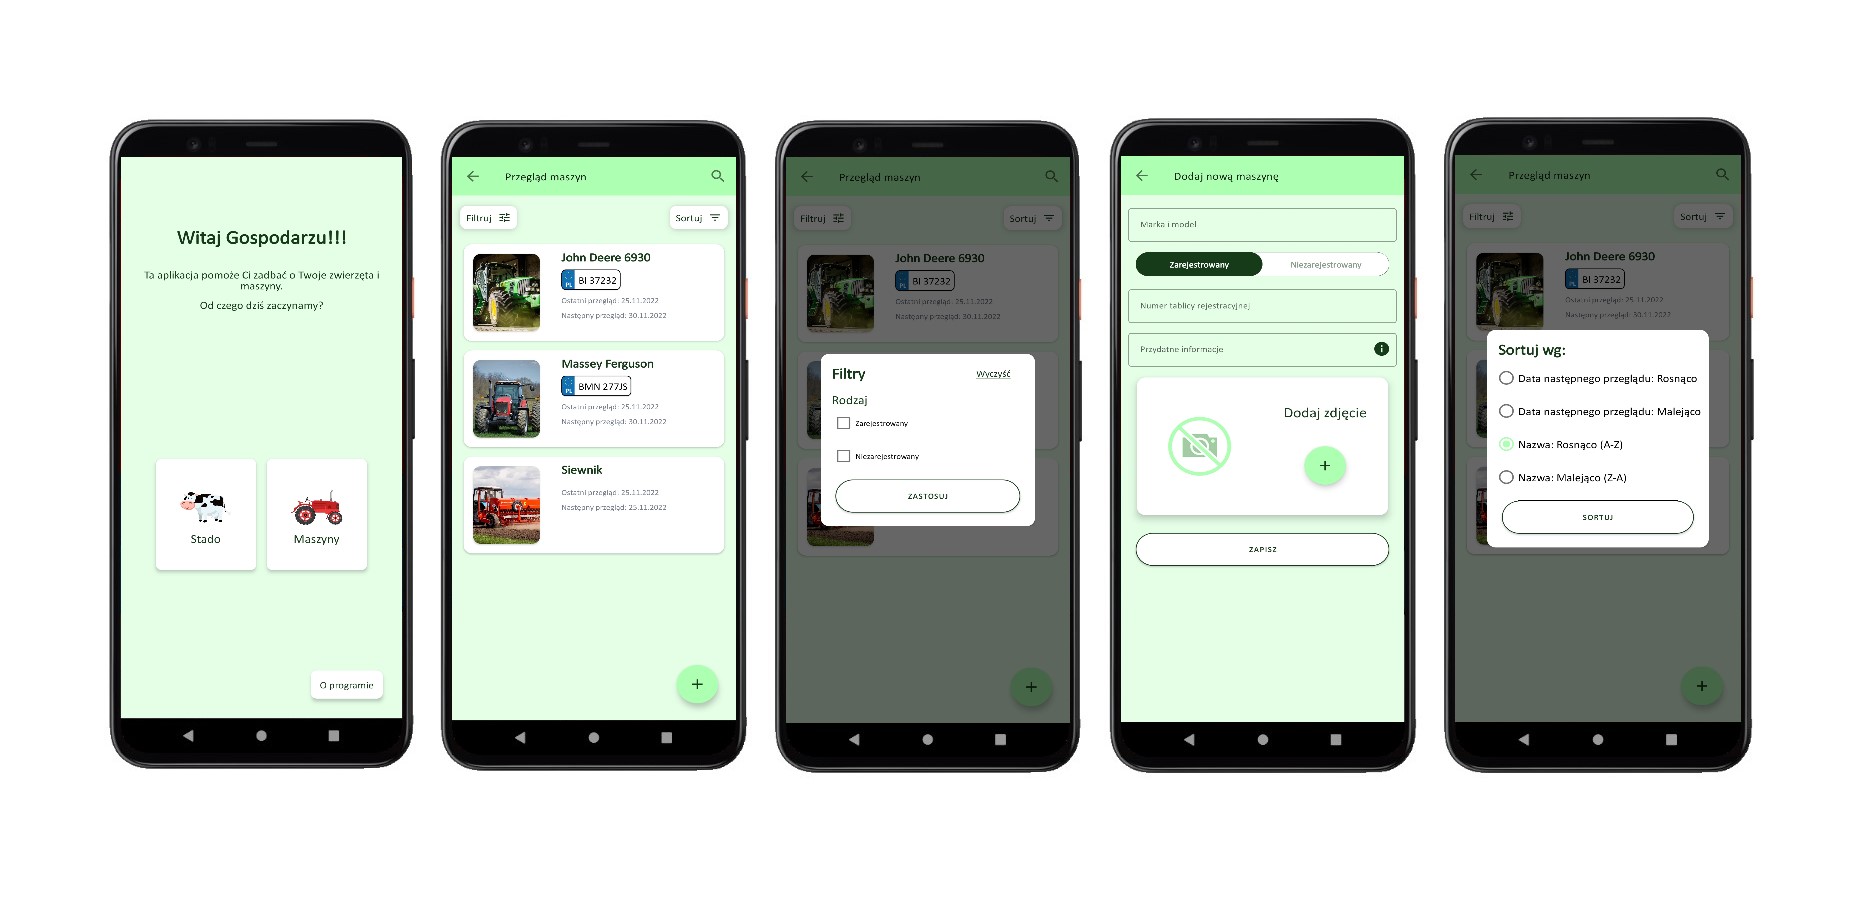 Witaj Gospodarzu!!!
Ta aplikacja pomoże Ci zadbać o Twoje zwierzęta i
maszyny.
Od czego dziś zaczynamy?
Stado
Maszyny
O programie
Przegląd maszyn
Filtruj
Sortuj
John Deere 6930
PL
BI 37232
Ostatni przegląd: 25.11.2022
Następny przegląd: 30.11.2022
Massey Ferguson
PL
BMN 277JS
Ostatni przegląd: 25.11.2022
Następny przegląd: 30.11.2022
Siewnik
Ostatni przegląd: 25.11.2022
Następny przegląd: 25.11.2022
+
Przegląd maszyn
Filtruj
Sortuj
John Deere 6930
PL
BI 37232
Ostatni przegląd: 25.11.2022
Następny przegląd: 30.11.2022
Filtry
Wyczyść
Rodzaj
Zarejestrowany
Niezarejestrowany
ZASTOSUJ
+
Dodaj nową maszynę
Marka i model
Zarejestrowany
Niezarejestrowany
Numer tablicy rejestracyjnej
Przydatne informacje
i
Dodaj zdjęcie
+
ZAPISZ
Przegląd maszyn
Filtruj
Sortuj
John Deere 6930
PL
BI 37232
Ostatni przegląd: 25.11.2022
Następny przegląd: 30.11.2022
Sortuj wg:
Data następnego przeglądu: Rosnąco
Data następnego przeglądu: Malejąco
Nazwa: Rosnąco (A-Z)
Nazwa: Malejąco (Z-A)
SORTUJ
+